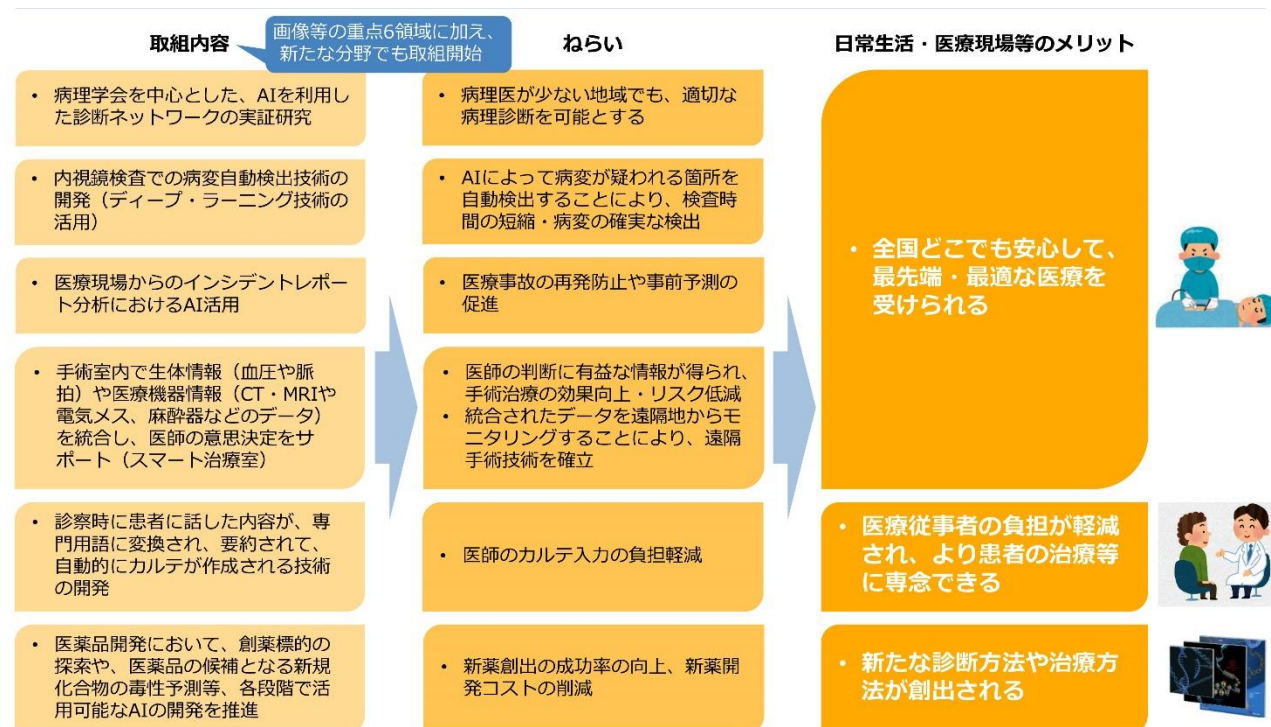 取組内容
画像等の重点6領域に加え、
新たな分野でも取組開始
ねらい
日常生活・医療現場等のメリット
• 病理学会を中心とした、AIを利用し
た診断ネットワークの実証研究
• 病理医が少ない地域でも、適切な
病理診断を可能とする
• 内視鏡検査での病変自動検出技術の
開発（ディープ・ラーニング技術の
活用）
• AIによって病変が疑われる箇所を
自動検出することにより、検査時
間の短縮・病変の確実な検出
• 医療現場からのインシデントレポー
ト分析におけるAI活用
• 医療事故の再発防止や事前予測の
促進
• 手術室内で生体情報（血圧や脈
拍）や医療機器情報（CT・MRIや
電気メス、麻酔器などのデータ）
を統合し、医師の意思決定をサ
ポート（スマート治療室）
• 医師の判断に有益な情報が得られ、
手術治療の効果向上・リスク低減
• 統合されたデータを遠隔地からモ
ニタリングすることにより、遠隔
手術技術を確立
• 全国どこでも安心して、
最先端・最適な医療を
受けられる
• 診察時に患者に話した内容が、専
門用語に変換され、要約されて、
自動的にカルテが作成される技術
の開発
• 医師のカルテ入力の負担軽減
• 医療従事者の負担が軽減
され、より患者の治療等
に専念できる
• 医薬品開発において、創薬標的の
探索や、医薬品の候補となる新規
化合物の毒性予測等、各段階で活
用可能なAIの開発を推進
• 新薬創出の成功率の向上、新薬開
発コストの削減
• 新たな診断方法や治療方
法が創出される